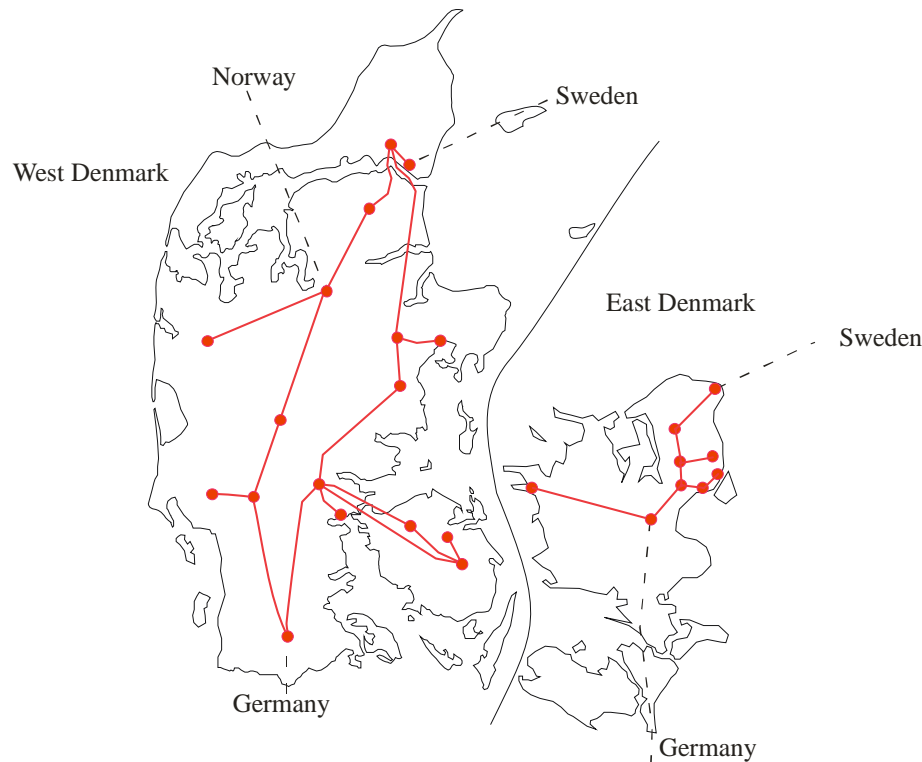 Norway
Sweden
West Denmark
East Denmark
Sweden
Germany
Germany